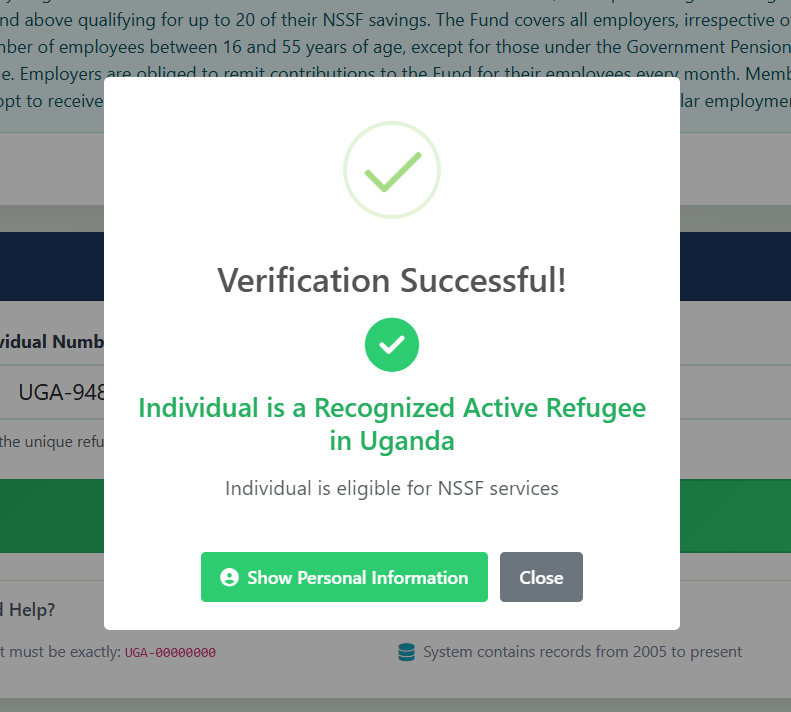 nd above qualifying for up to 20 of their NSSF savings. The Fund covers all employers, irrespective o
nber of employees between 16 and 55 years of age, except for those under the Government Pension
e. Employers are obliged to remit contributions to the Fund for their employees every month. Memb
opt to receive lar employmen
Verification Successful!
vidual Numb
UGA-948
Individual is a Recognized Active Refugee
in Uganda
the unique refu
Individual is eligible for NSSF services
Show Personal Information Close
d Help?
t must be exactly: UGA-00000000 System contains records from 2005 to present